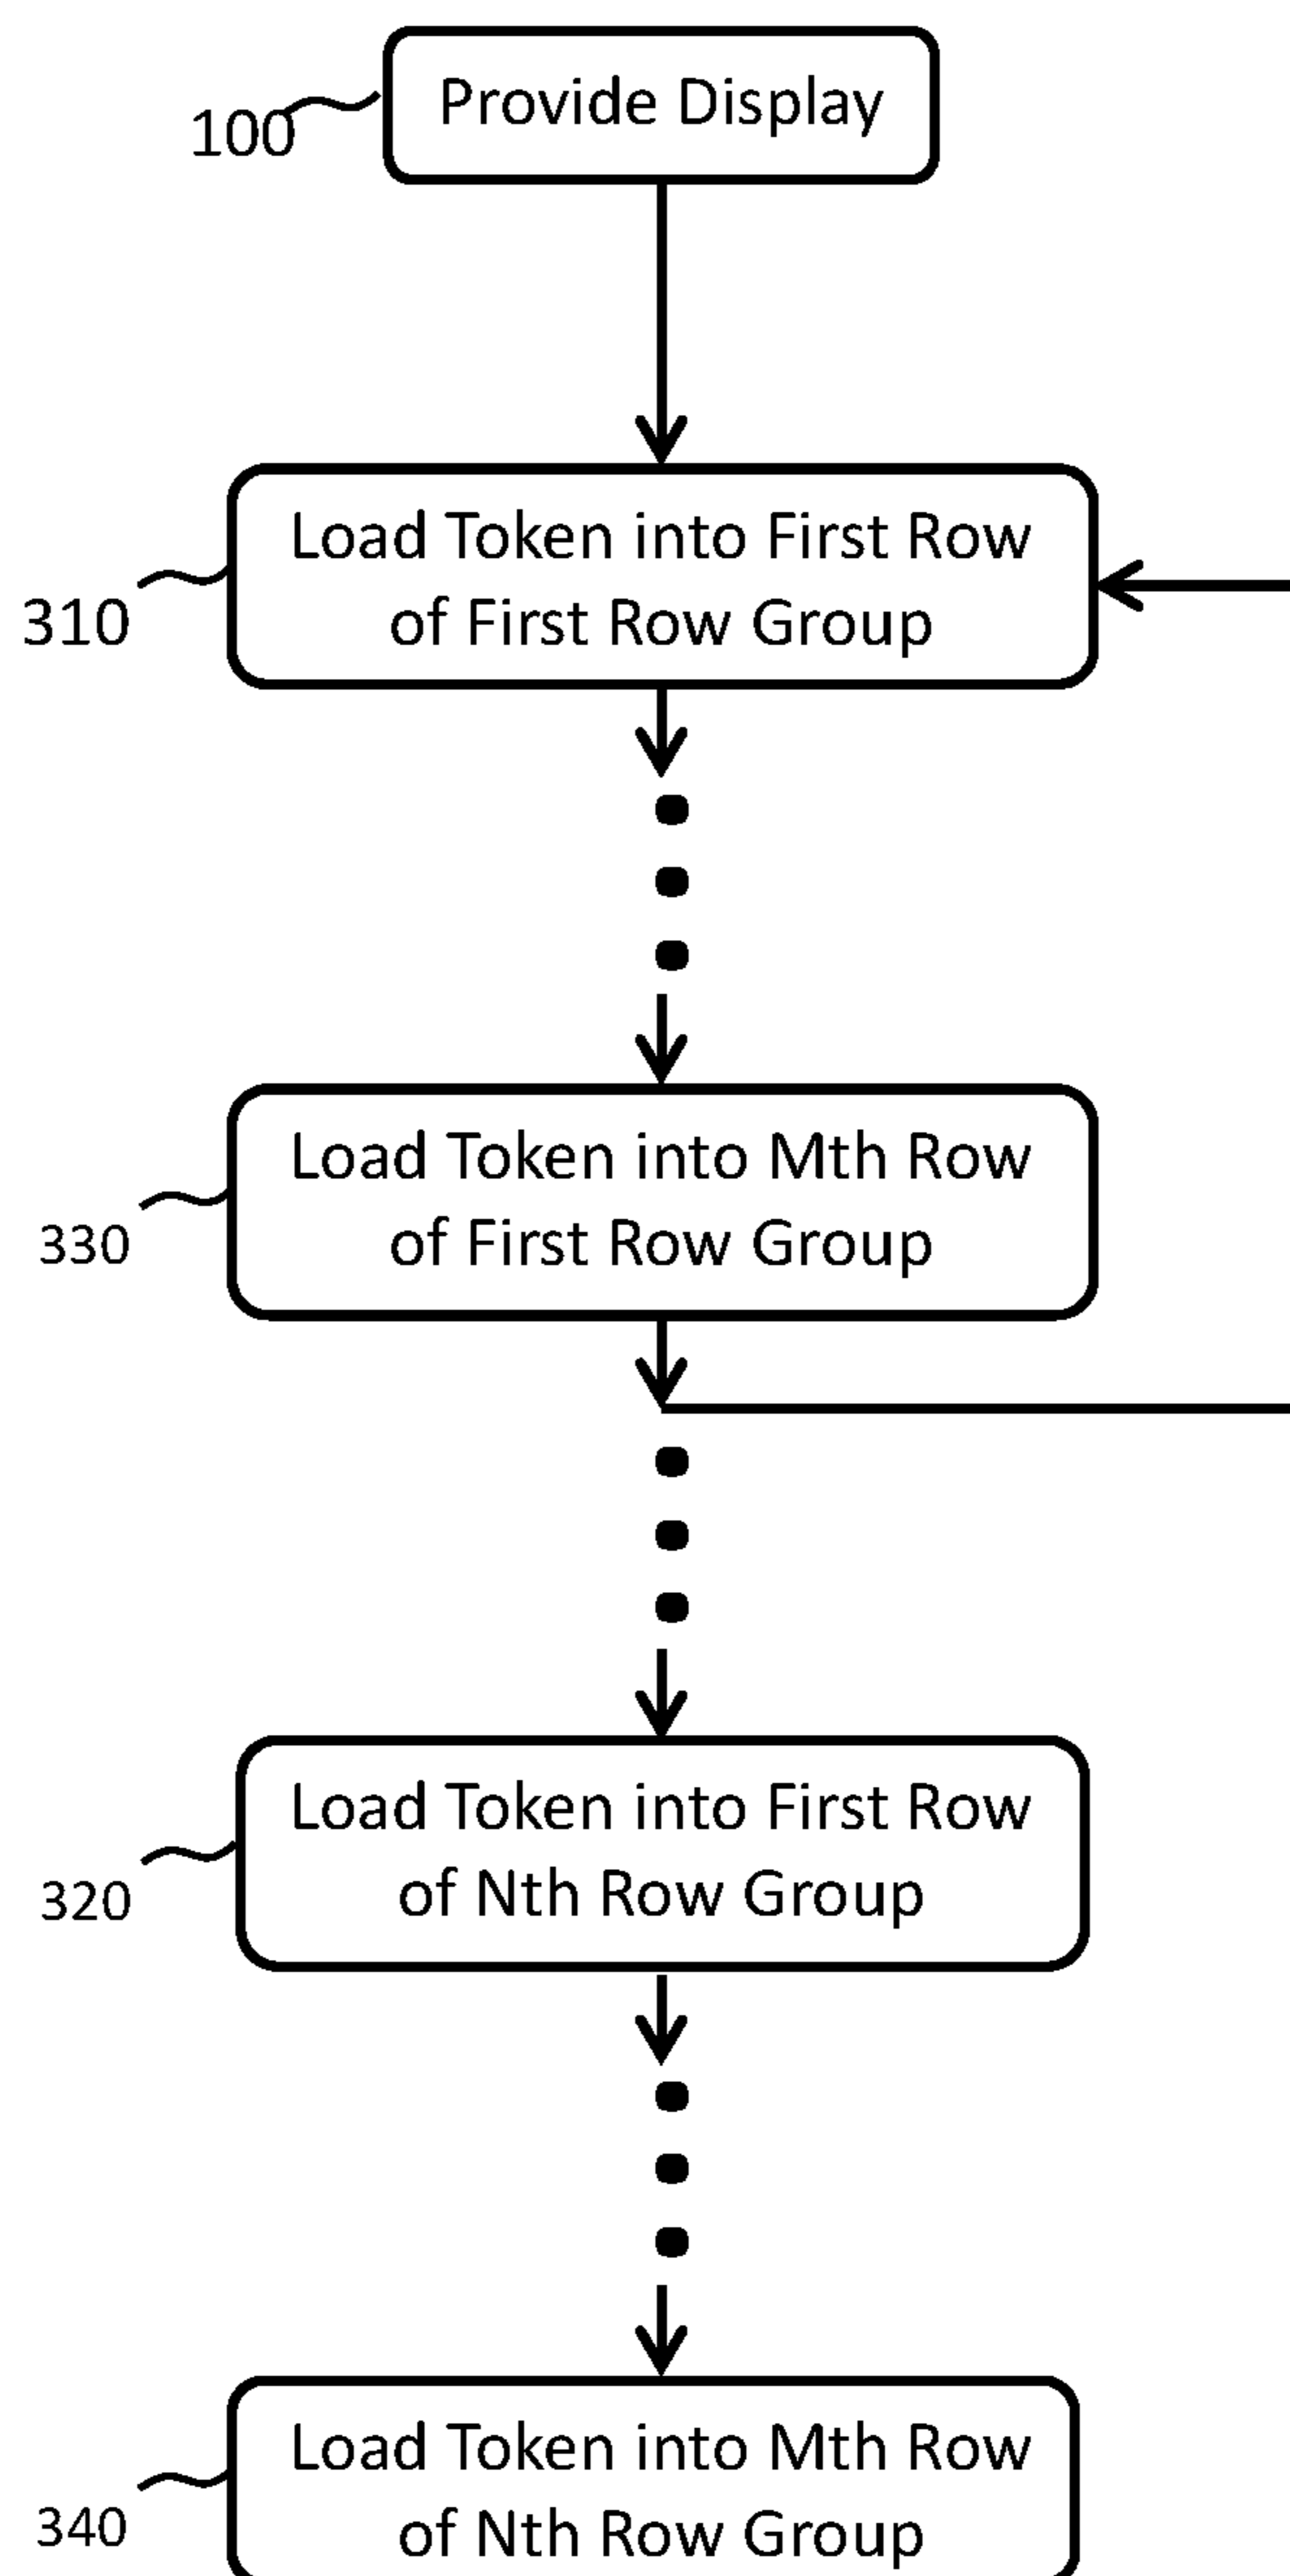 Provide Display
100
Load Token into First Row
of First Row Group
310
Load Token into Mth Row
of First Row Group
330
Load Token into First Row
of Nth Row Group
320
Load Token into Mth Row
of Nth Row Group
340